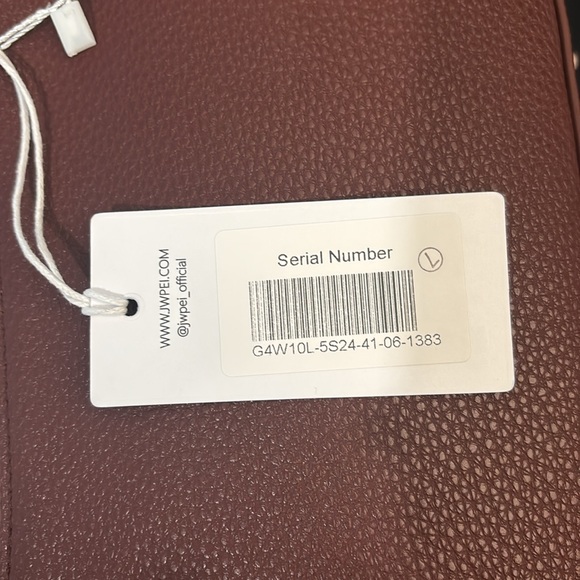 WWW.JWPEI.COM
@jwpei_official
Serial Number
G4W10L-5S24-41-06-1383